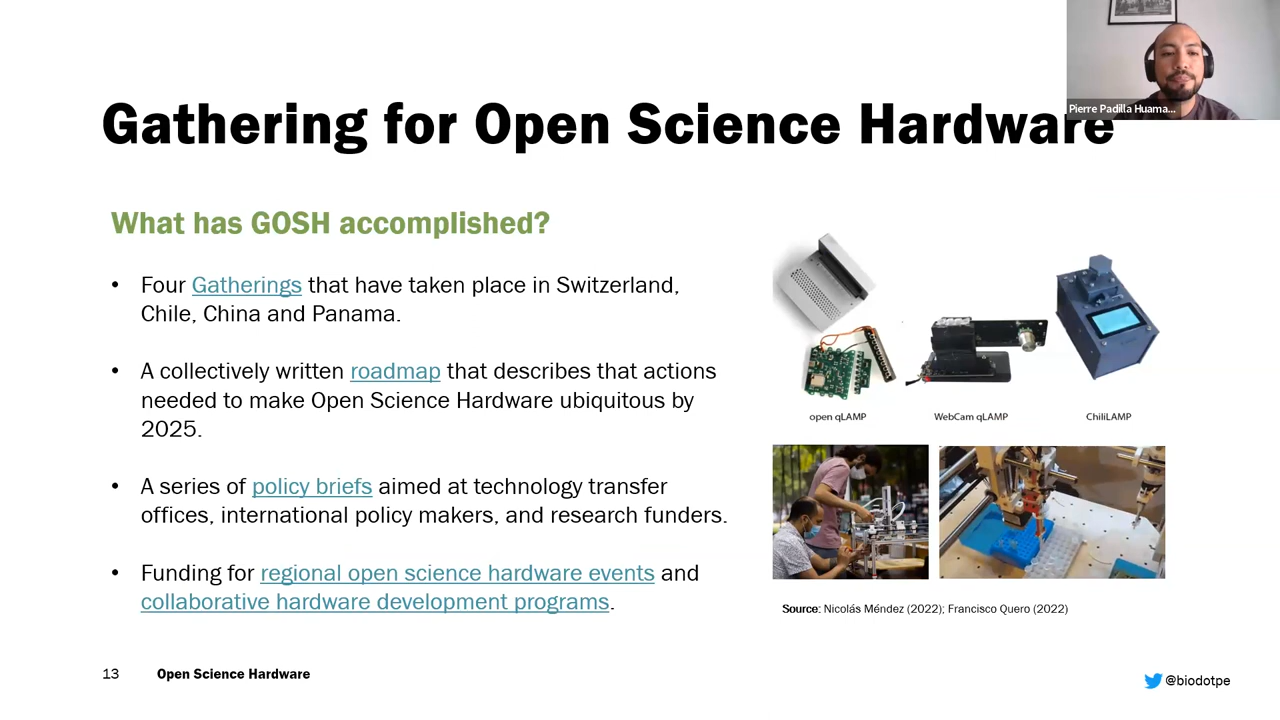 Pierre Padilla Huama...
Gathering for Open Science Hardware
What has GOSH accomplished?
• Four Gatherings that have taken place in Switzerland,
Chile, China and Panama.
• A collectively written roadmap that describes that actions
needed to make Open Science Hardware ubiquitous by
2025.
• A series of policy briefs aimed at technology transfer
offices, international policy makers, and research funders.
• Funding for regional open science hardware events and
collaborative hardware development programs.
open qLAMP
WebCam qLAMP
ChiliLAMP
Source: Nicolás Méndez (2022); Francisco Quero (2022)
13
Open Science Hardware
@biodotpe